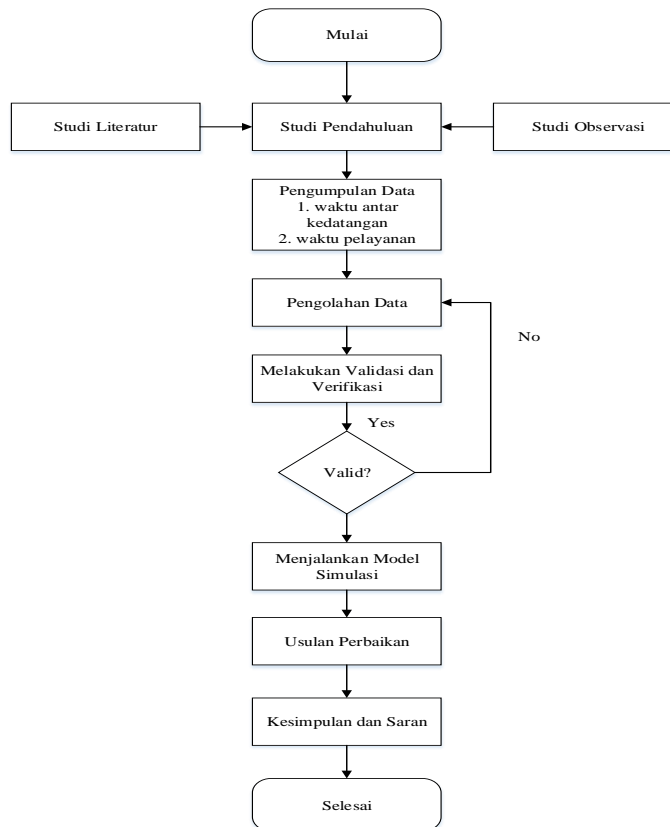 Mulai
Studi Literatur
Studi Pendahuluan
Studi Observasi
Pengumpulan Data
1. waktu antar
kedatangan
2. waktu pelayanan
Pengolahan Data
No
Melakukan Validasi dan
Verifikasi
Yes
Valid?
Menjalankan Model
Simulasi
Usulan Perbaikan
Kesimpulan dan Saran
Selesai